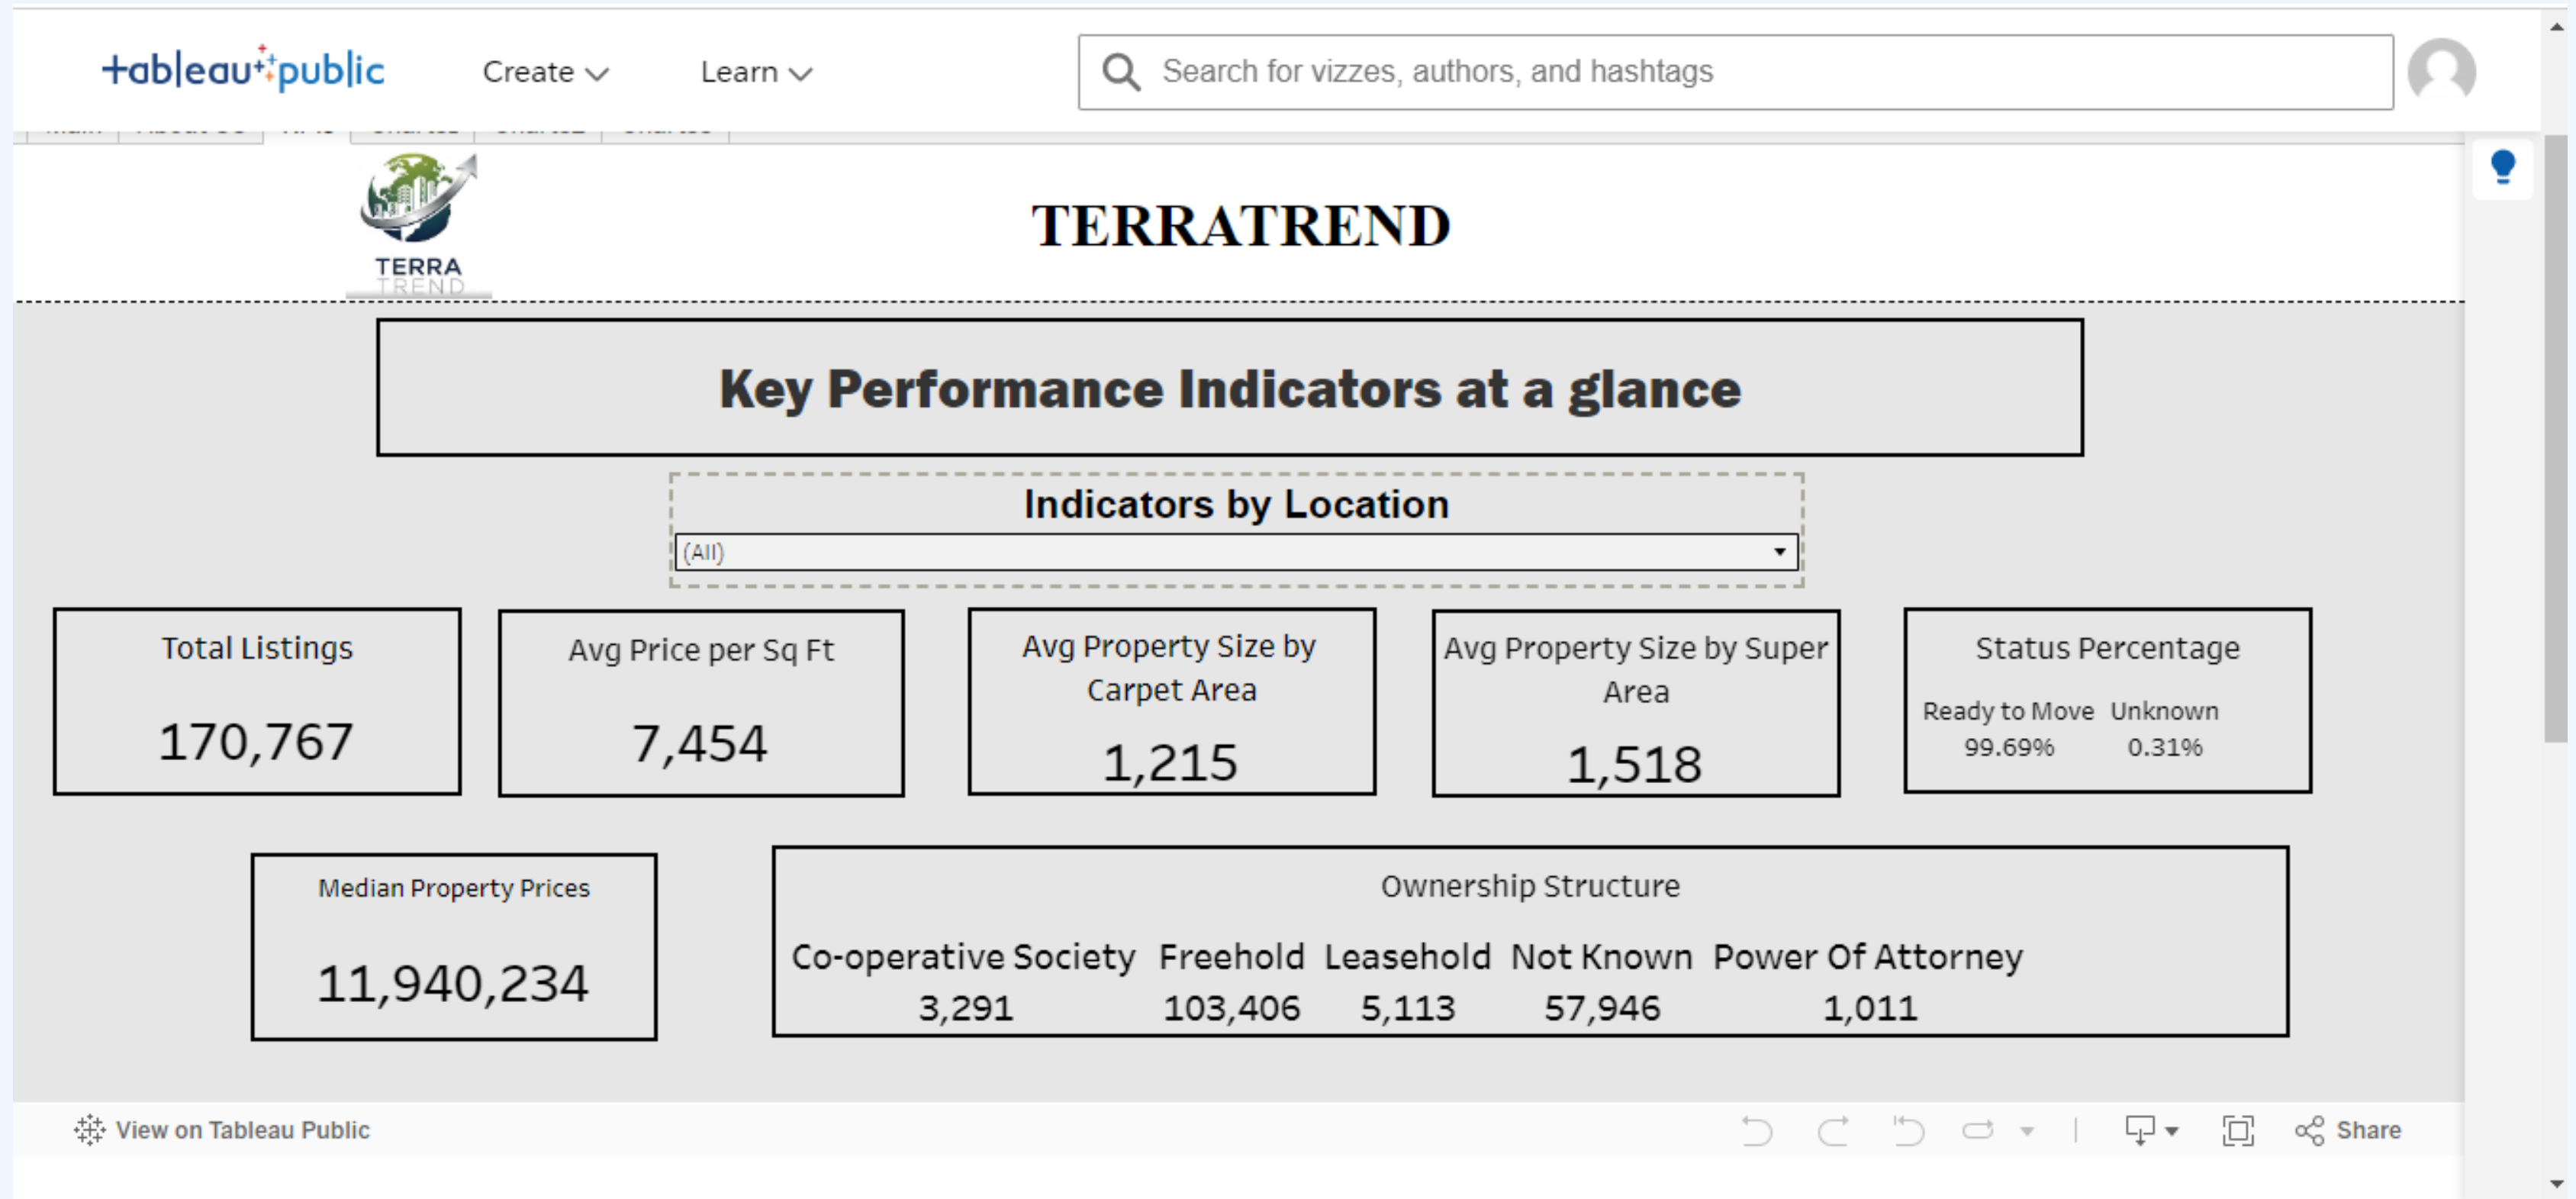 tableau public
Create
Learn
Search for vizzes, authors, and hashtags
TERRA
TREND
TERRATREND
Key Performance Indicators at a glance
Indicators by Location
(All)
Total Listings
170,767
Avg Price per Sq Ft
7,454
Avg Property Size by
Carpet Area
1,215
Avg Property Size by Super
Area
1,518
Status Percentage
Ready to Move Unknown
99.69% 0.31%
Median Property Prices
11,940,234
Ownership Structure
Co-operative Society Freehold Leasehold Not Known Power Of Attorney
3,291 103,406 5,113 57,946 1,011
View on Tableau Public
Share